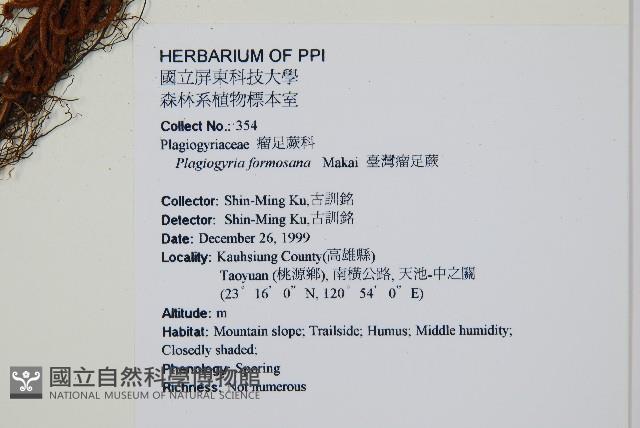 HERBARIUM OF PPI
國立屏東科技大學
森林系植物標本室
Collect No.: 354
Plagiogyriaceae 瘤足蕨科
Plagiogyria formosana Makai 臺灣瘤足蕨
Collector: Shin-Ming Ku,古訓銘
Detector: Shin-Ming Ku,古訓銘
Date: December 26, 1999
Locality: Kauhsiung County(高雄縣)
Taoyuan (桃源鄉), 南橫公路, 天池-中之關
(23° 16' 0" N, 120° 54' 0" E)
Altitude: m
Habitat: Mountain slope; Trailside; Humus; Middle humidity;
Closedly shaded;
Phenology: Sporing
Richness: Not numerous
國立自然科學博物館
NATIONAL MUSEUM OF NATURAL SCIENCE